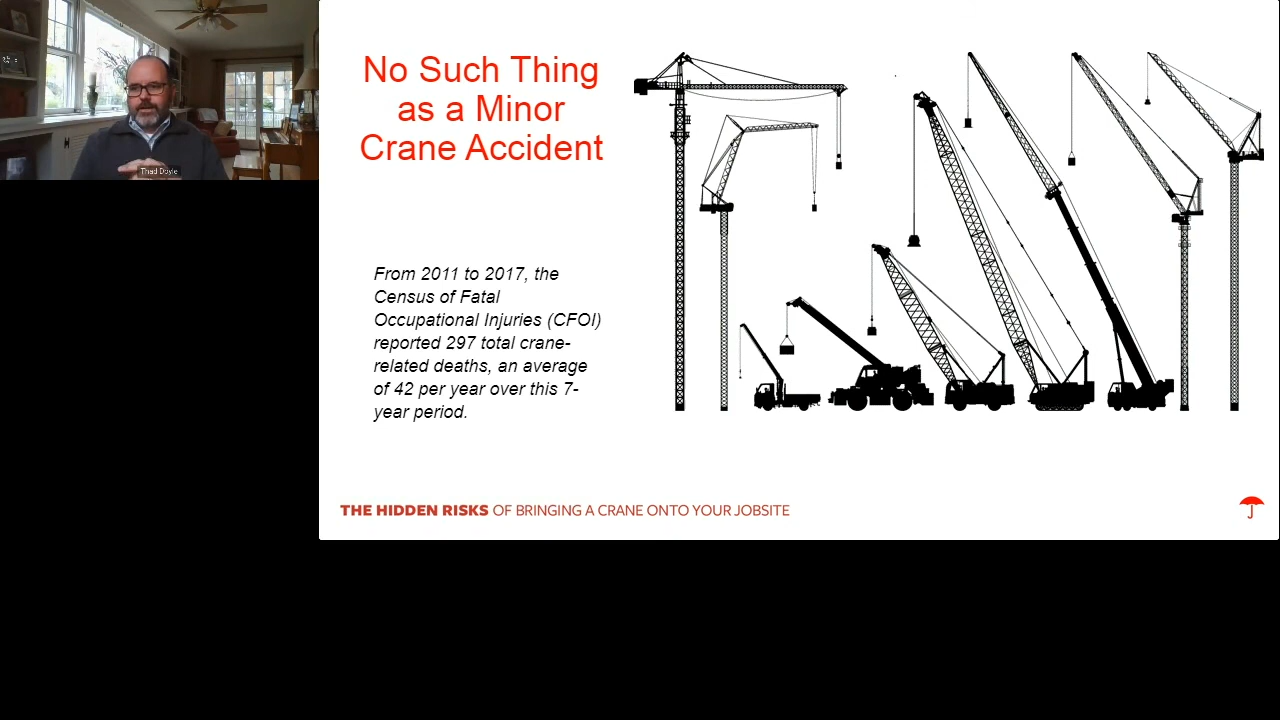 Thad Doyle
No Such Thing
as a Minor
Crane Accident
From 2011 to 2017, the
Census of Fatal
Occupational Injuries (CFOI)
reported 297 total crane-
related deaths, an average
of 42 per year over this 7-
year period.
THE HIDDEN RISKS OF BRINGING A CRANE ONTO YOUR JOBSITE